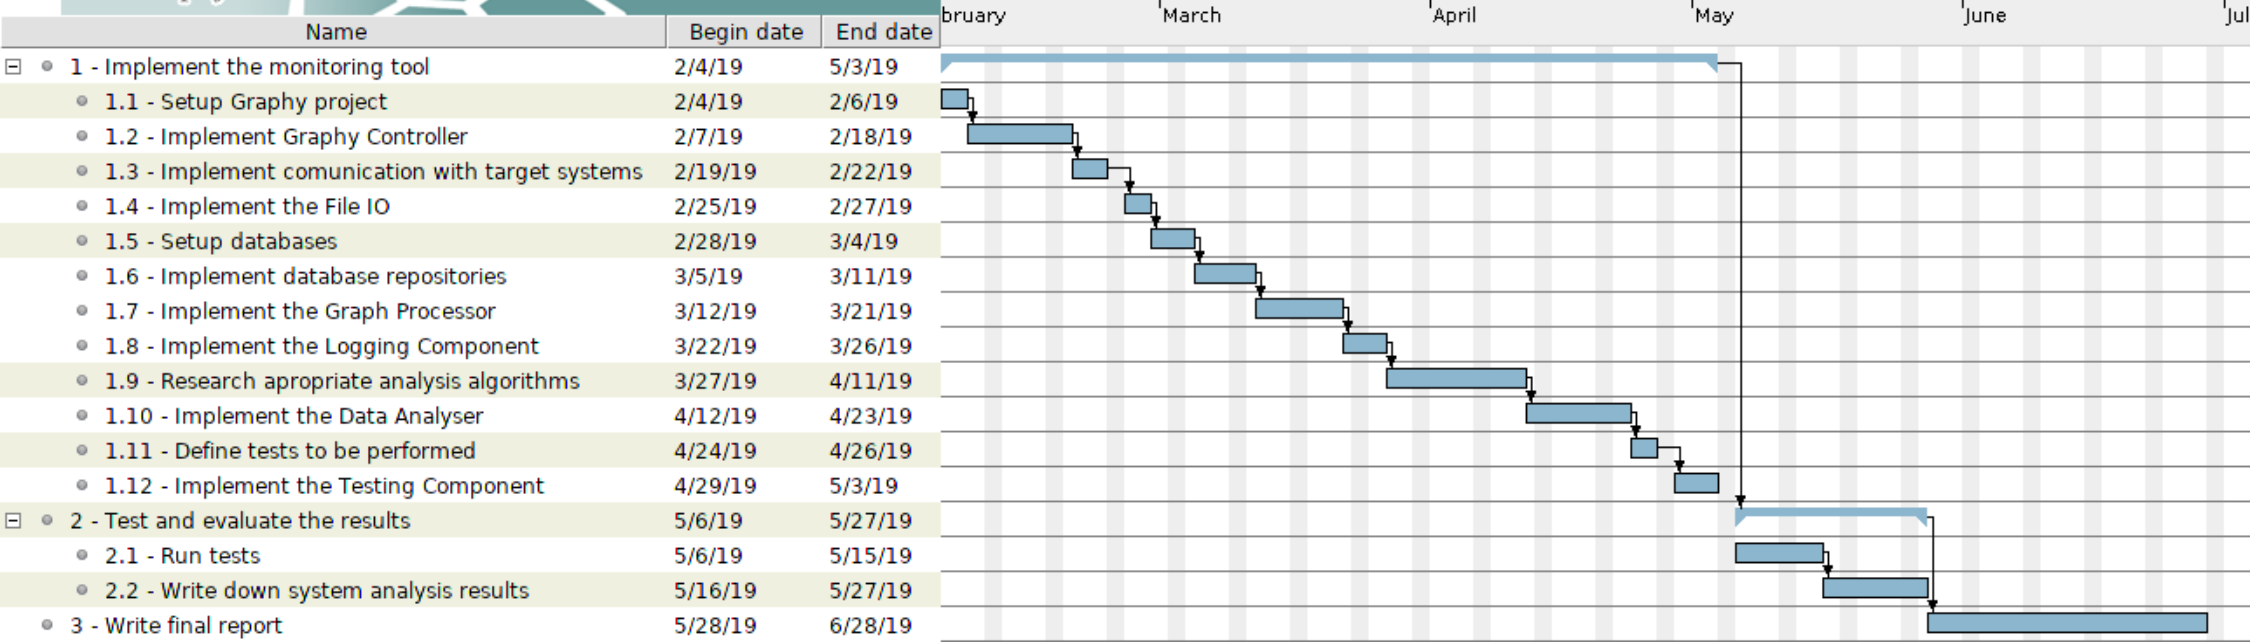 bruary March April May June Jul
Name Begin date End date
1 - Implement the monitoring tool 2/4/19 5/3/19
1.1 - Setup Graphy project 2/4/19 2/6/19
1.2 - Implement Graphy Controller 2/7/19 2/18/19
1.3 - Implement comunication with target systems 2/19/19 2/22/19
1.4 - Implement the File IO 2/25/19 2/27/19
1.5 - Setup databases 2/28/19 3/4/19
1.6 - Implement database repositories 3/5/19 3/11/19
1.7 - Implement the Graph Processor 3/12/19 3/21/19
1.8 - Implement the Logging Component 3/22/19 3/26/19
1.9 - Research apropriate analysis algorithms 3/27/19 4/11/19
1.10 - Implement the Data Analyser 4/12/19 4/23/19
1.11 - Define tests to be performed 4/24/19 4/26/19
1.12 - Implement the Testing Component 4/29/19 5/3/19
2 - Test and evaluate the results 5/6/19 5/27/19
2.1 - Run tests 5/6/19 5/15/19
2.2 - Write down system analysis results 5/16/19 5/27/19
3 - Write final report 5/28/19 6/28/19